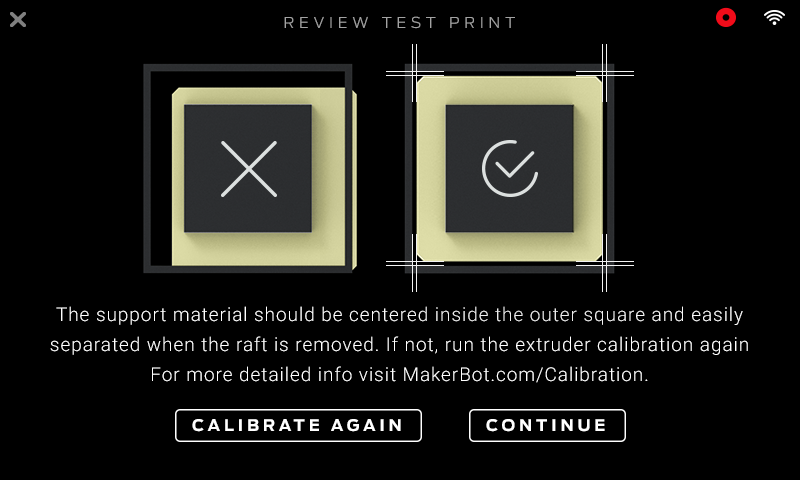 REVIEW TEST PRINT
The support material should be centered inside the outer square and easily
separated when the raft is removed. If not, run the extruder calibration again
For more detailed info visit MakerBot.com/Calibration.
CALIBRATE AGAIN
CONTINUE